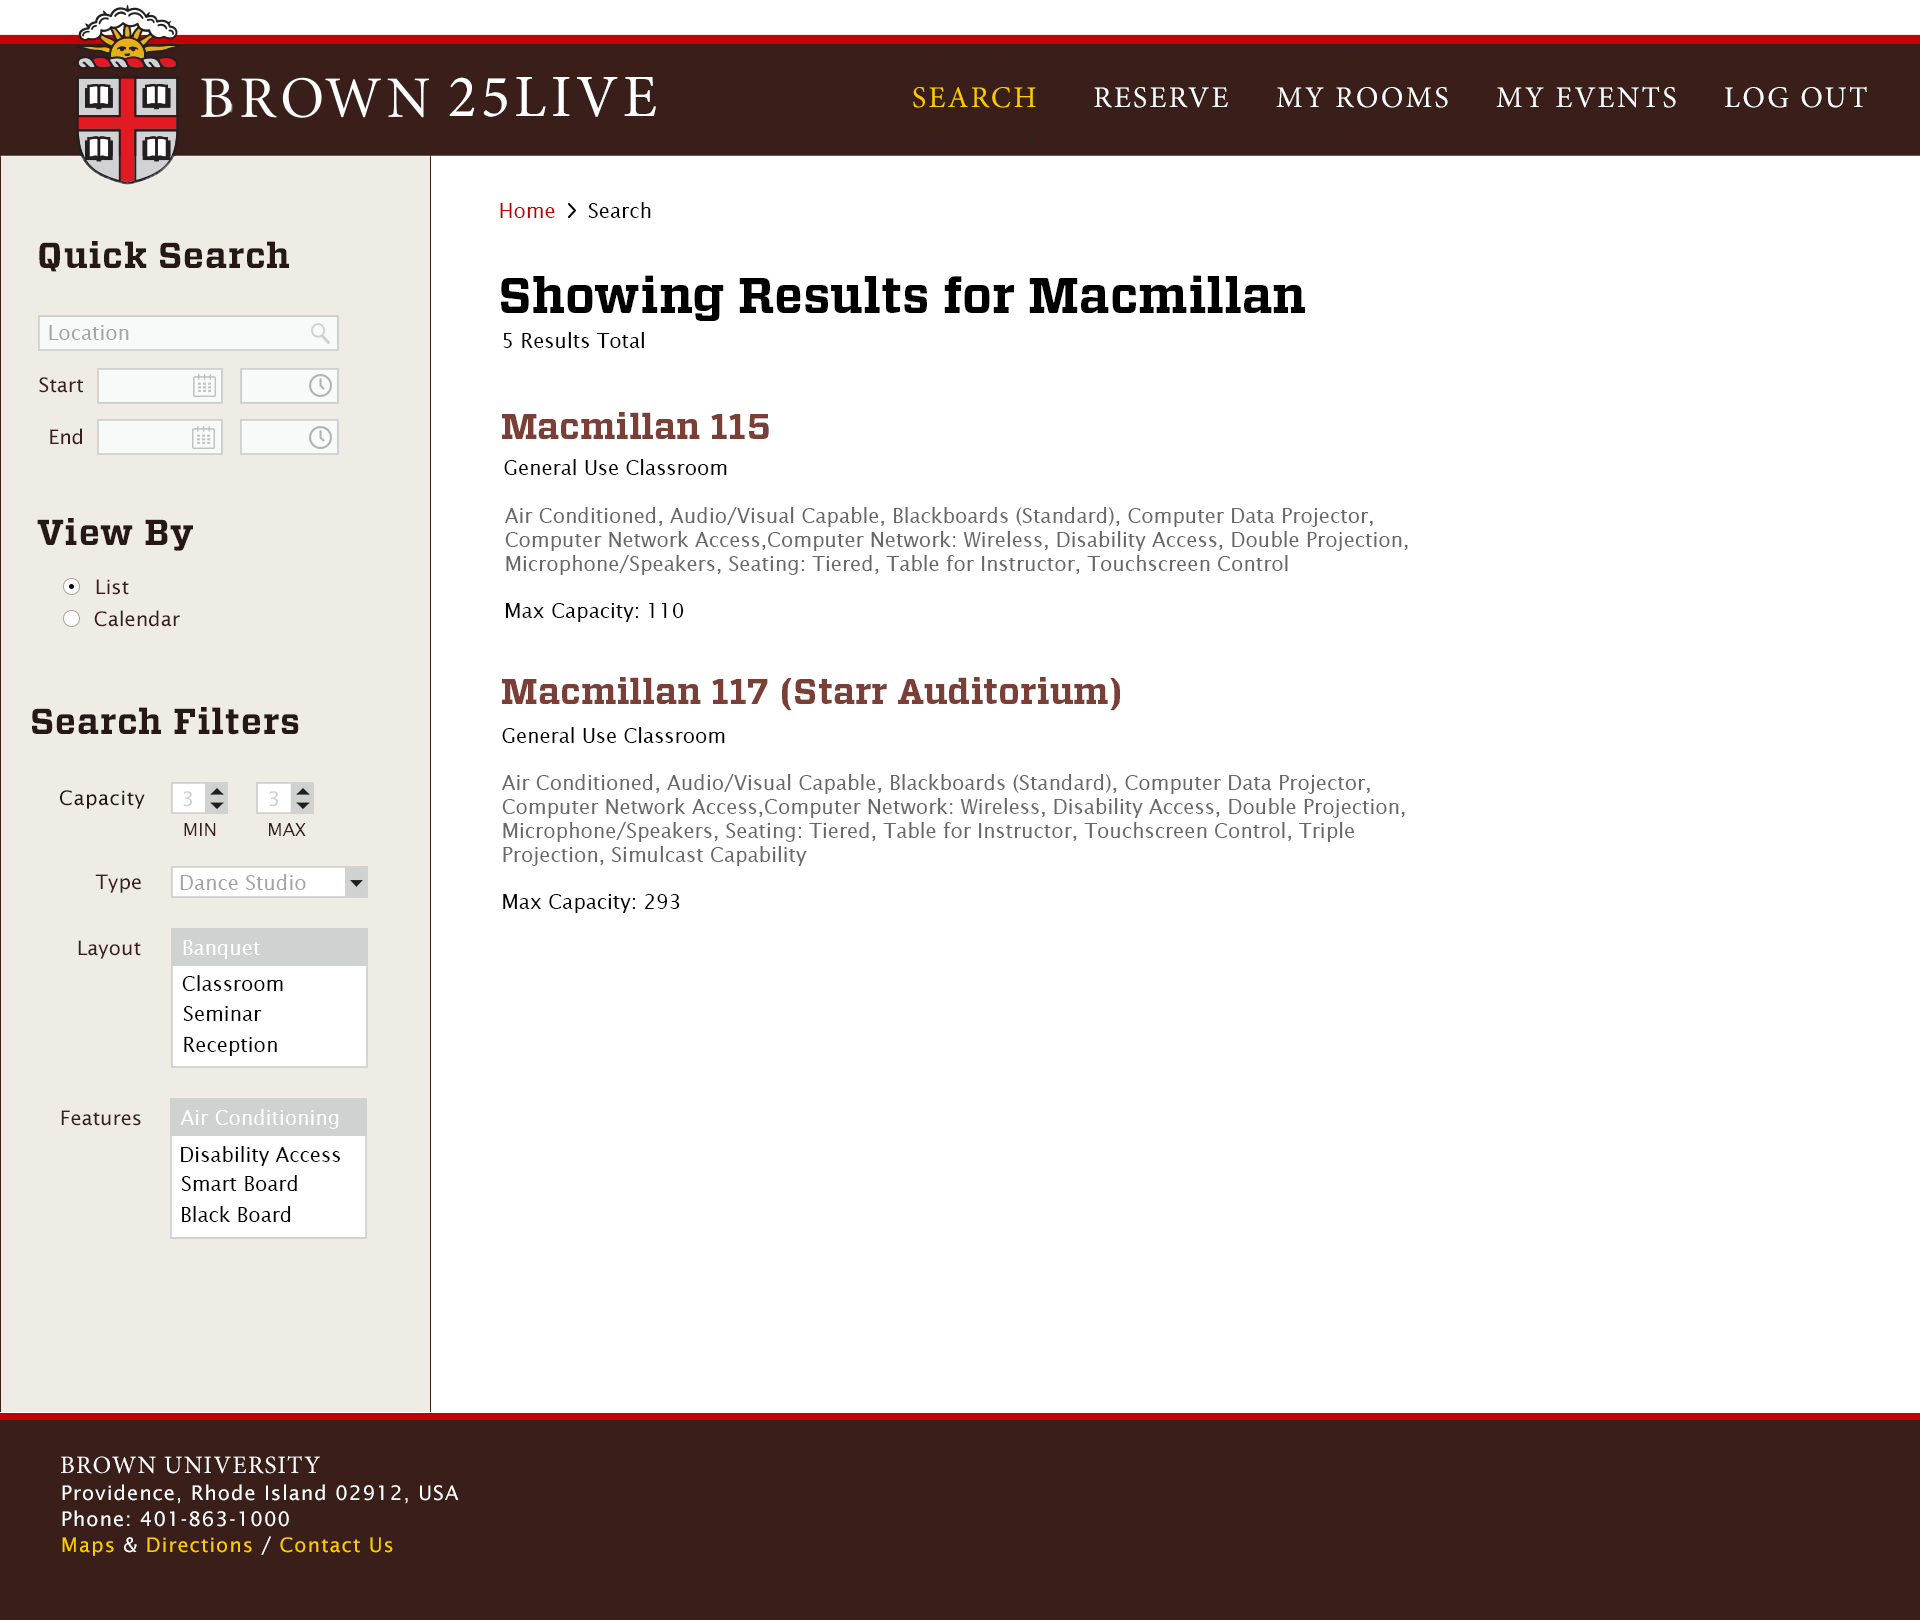 BROWN 25LIVE
SEARCH
RESERVE
MY ROOMS
MY EVENTS
LOG OUT
Quick Search
Location
Start
End
View By
List
Calendar
Search Filters
Capacity
3
3
MIN
MAX
Type
Dance Studio
Layout
Banquet
Classroom
Seminar
Reception
Features
Air Conditioning
Disability Access
Smart Board
Black Board
Home > Search
Showing Results for Macmillan
5 Results Total
Macmillan 115
General Use Classroom
Air Conditioned, Audio/Visual Capable, Blackboards (Standard), Computer Data Projector,
Computer Network Access,Computer Network: Wireless, Disability Access, Double Projection,
Microphone/Speakers, Seating: Tiered, Table for Instructor, Touchscreen Control
Max Capacity: 110
Macmillan 117 (Starr Auditorium)
General Use Classroom
Air Conditioned, Audio/Visual Capable, Blackboards (Standard), Computer Data Projector,
Computer Network Access,Computer Network: Wireless, Disability Access, Double Projection,
Microphone/Speakers, Seating: Tiered, Table for Instructor, Touchscreen Control, Triple
Projection, Simulcast Capability
Max Capacity: 293
BROWN UNIVERSITY
Providence, Rhode Island 02912, USA
Phone: 401-863-1000
Maps & Directions / Contact Us